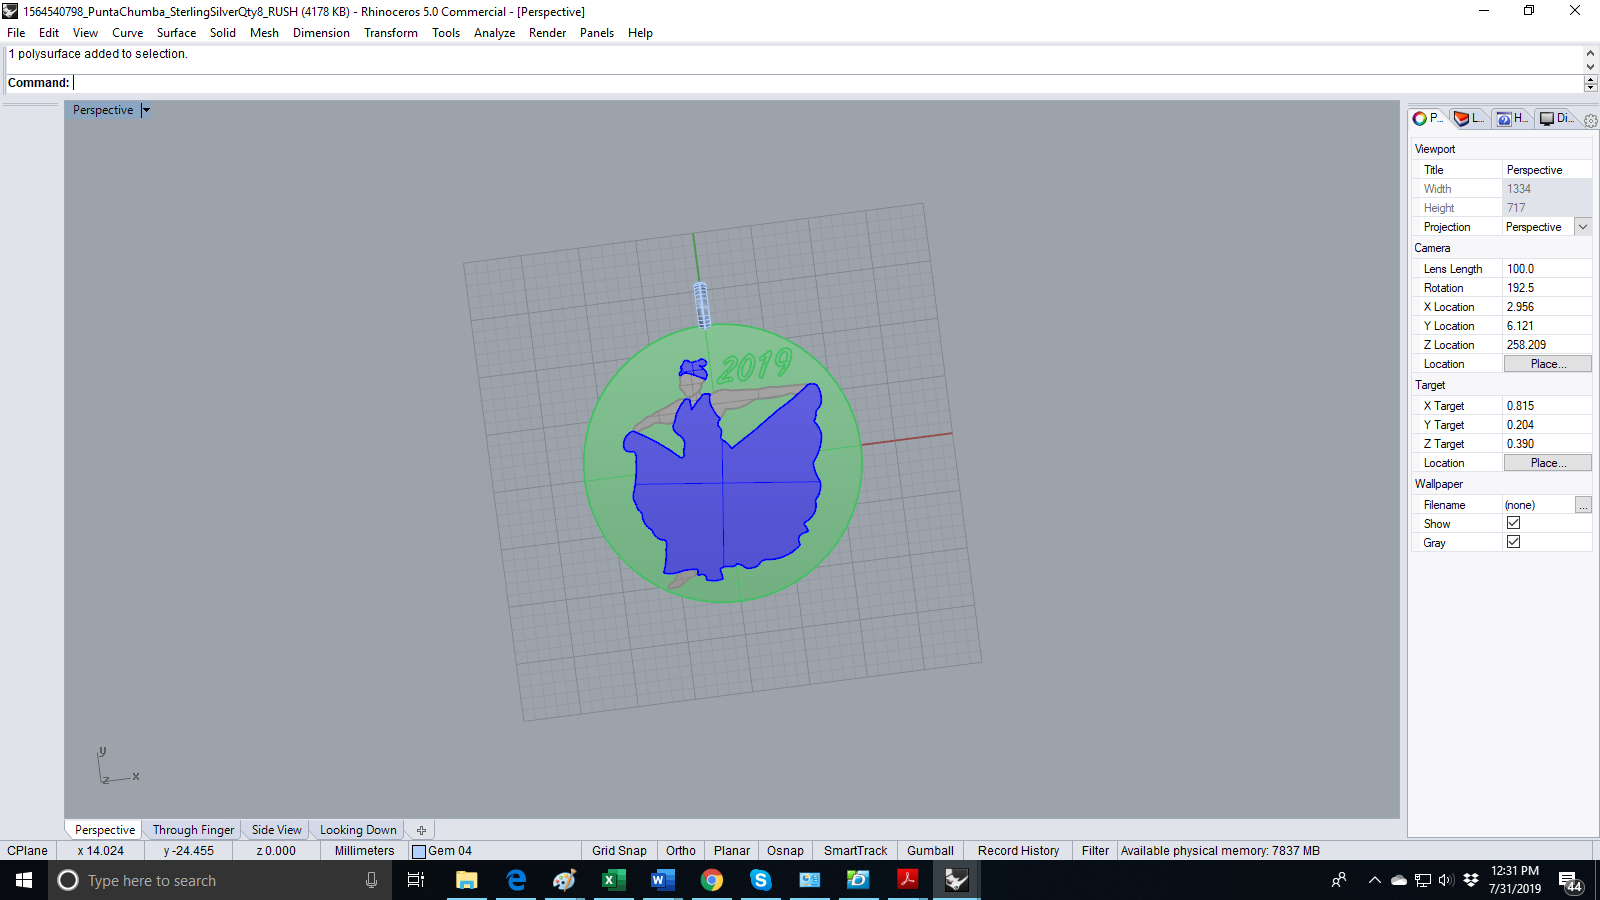 1564540798_PuntaChumba_SterlingSilverQty8_RUSH (4178 KB) - Rhinoceros 5.0 Commercial - [Perspective]
File Edit View Curve Surface Solid Mesh Dimension Transform Tools Analyze Render Panels Help
1 polysurface added to selection.
Command:
Perspective
P... L... H... Di...
Viewport
Title Perspective
Width 1334
Height 717
Projection Perspective
Camera
Lens Length 100.0
Rotation 192.5
X Location 2.956
Y Location 6.121
Z Location 258.209
Location Place...
Target
X Target 0.815
Y Target 0.204
Z Target 0.390
Location Place...
Wallpaper
Filename (none) ...
Show
Gray
2019
y
z x
Perspective Through Finger Side View Looking Down
CPlane x 14.024 y -24.455 z 0.000 Millimeters Gem 04 Grid Snap Ortho Planar Osnap SmartTrack Gumball Record History Filter Available physical memory: 7837 MB
Type here to search
12:31 PM
7/31/2019
44